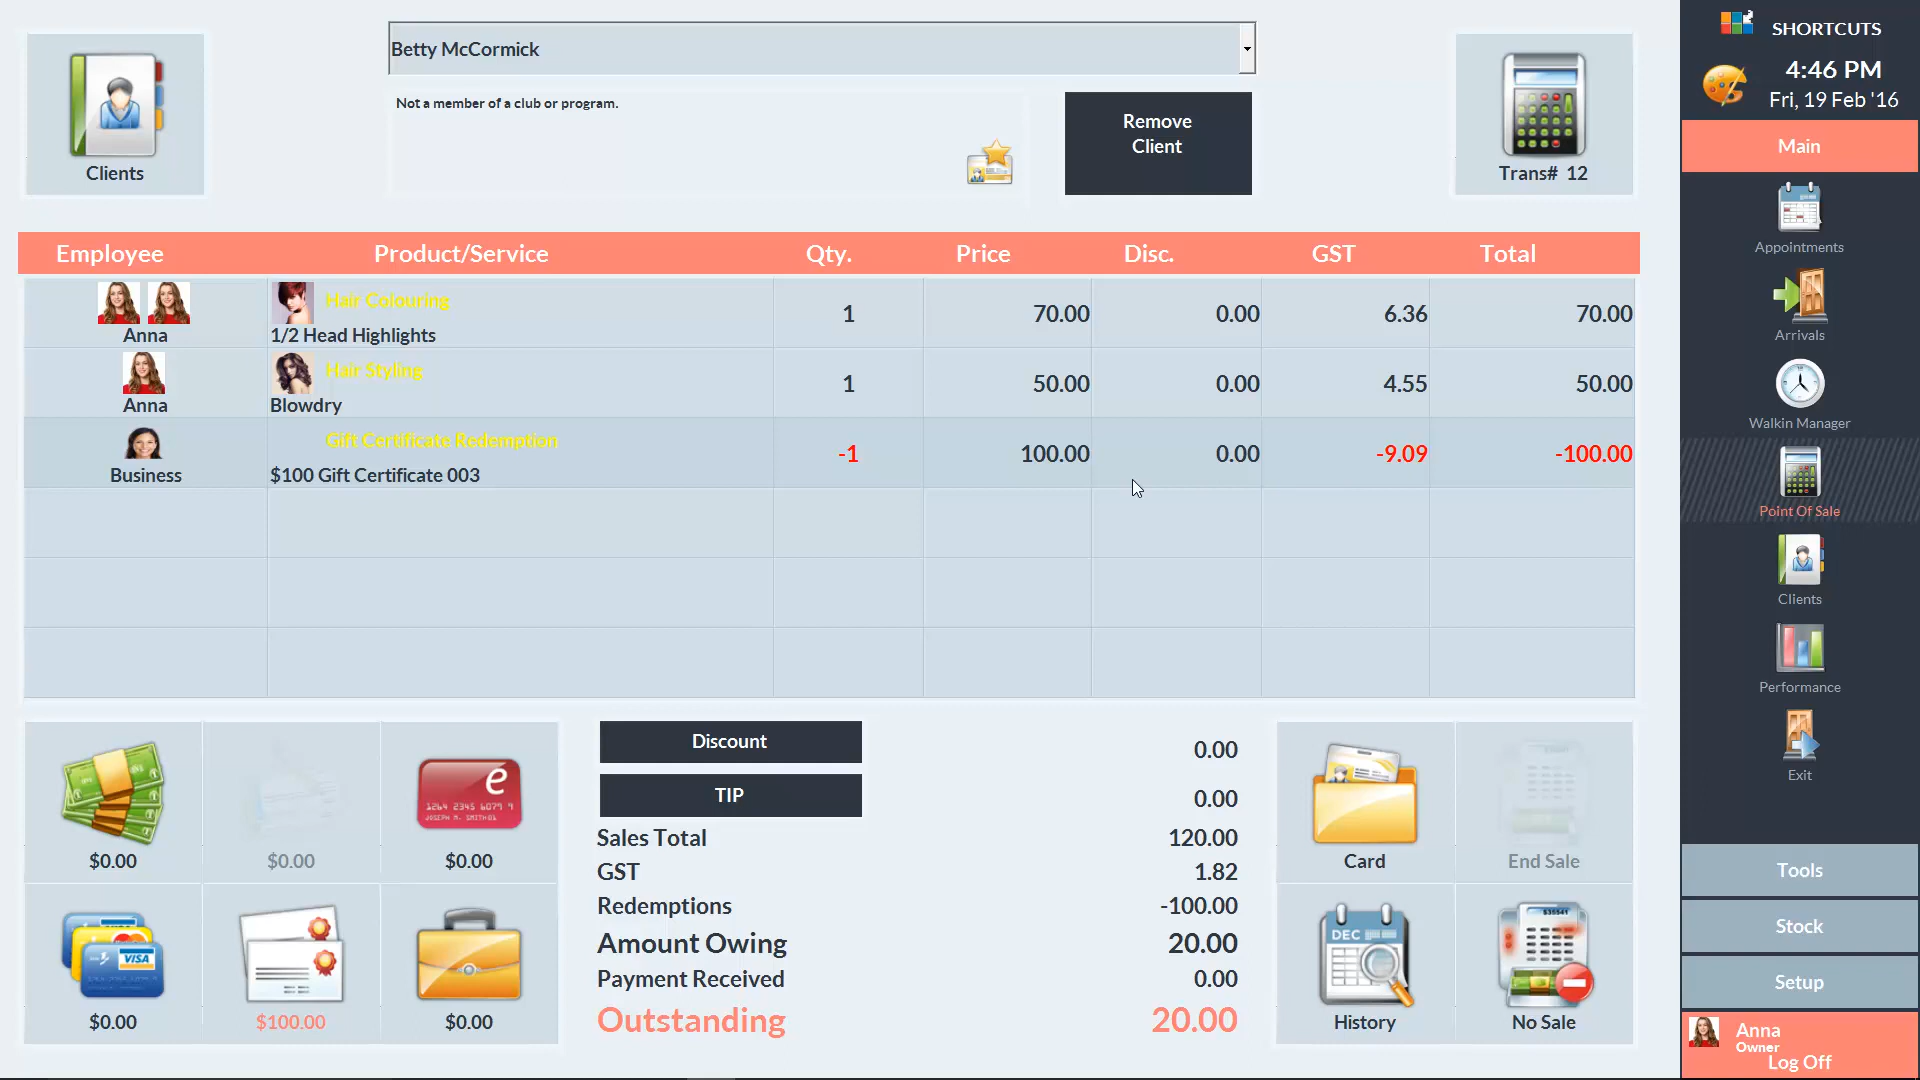 Betty McCormick
Not a member of a club or program.
Clients
Remove
Client
Trans# 12
Employee Product/Service Qty. Price Disc. GST Total
Hair Colouring
Anna 1/2 Head Highlights 1 70.00 0.00 6.36 70.00
Hair Styling
Anna Blowdry 1 50.00 0.00 4.55 50.00
Gift Certificate Redemption
Business $100 Gift Certificate 003 -1 100.00 0.00 -9.09 -100.00
$0.00 $0.00 $0.00
$0.00 $100.00 $0.00
e
1264 2345 6079 9
VISA
Discount 0.00
TIP 0.00
Sales Total 120.00
GST 1.82
Redemptions -100.00
Amount Owing 20.00
Payment Received 0.00
Outstanding 20.00
Card
End Sale
DEC
History
No Sale
SHORTCUTS
4:46 PM
Fri, 19 Feb '16
Main
Appointments
Arrivals
Walkin Manager
Point Of Sale
Clients
Performance
Exit
Tools
Stock
Setup
Anna
Owner
Log Off